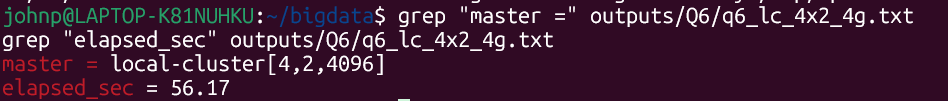 johnp@LAPTOP-K81NUHKU:~/bigdata$ grep "master =" outputs/Q6/q6_lc_4x2_4g.txt
grep "elapsed_sec" outputs/Q6/q6_lc_4x2_4g.txt
master = local-cluster[4,2,4096]
elapsed_sec = 56.17